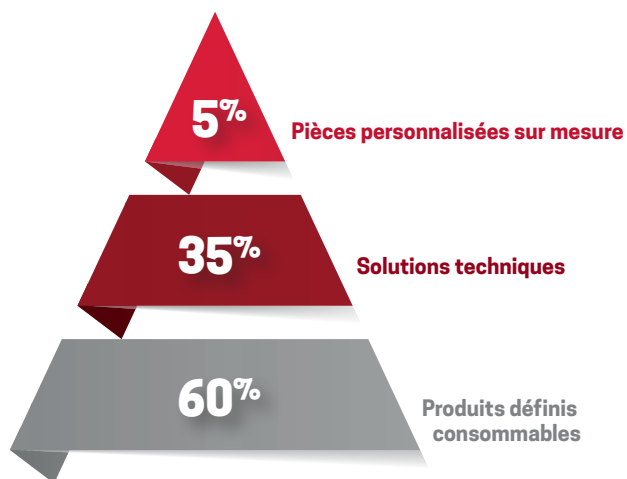 5%
Pièces personnalisées sur mesure
35%
Solutions techniques
60%
Produits définis
consommables